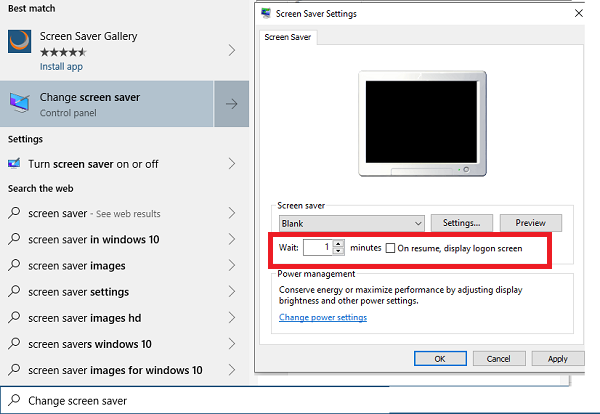 Best match
Screen Saver Gallery
Install app
Change screen saver
Control panel
Settings
Turn screen saver on or off
Search the web
screen saver - See web results
screen saver in windows 10
screen saver images
screen saver settings
screen saver images hd
screen savers windows 10
screen saver images for windows 10
Change screen saver
Screen Saver Settings
Screen Saver
Screen saver
Blank
Settings...
Preview
Wait: 1 minutes On resume, display logon screen
Power management
Conserve energy or maximize performance by adjusting display
brightness and other power settings.
Change power settings
OK Cancel Apply